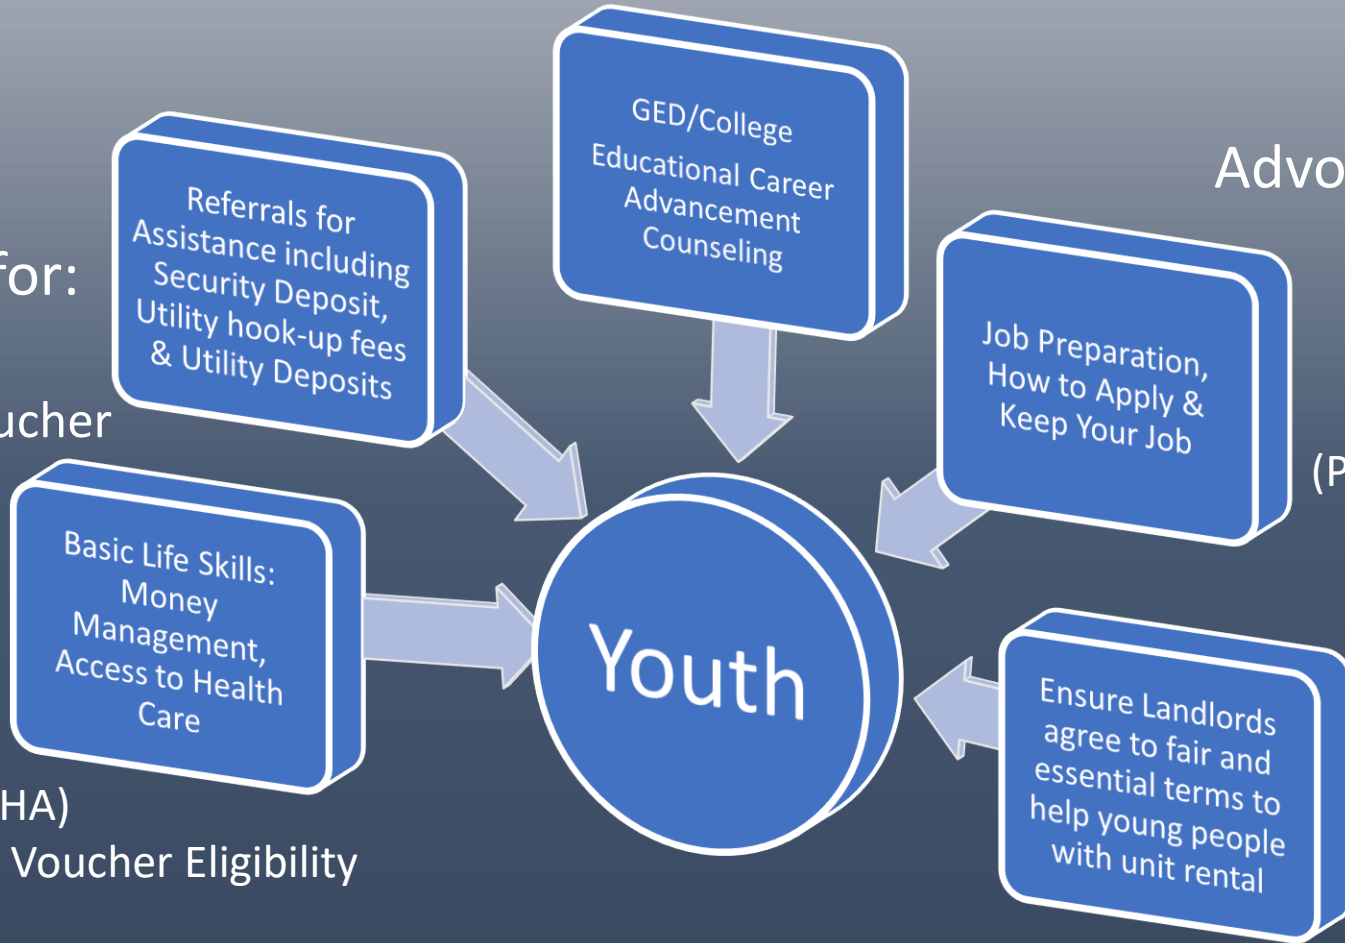 GED/College
Educational Career
Advancement
Counseling
Referrals for
Assistance including
Security Deposit,
Utility hook-up fees
& Utility Deposits
Job Preparation,
How to Apply &
Keep Your Job
Basic Life Skills:
Money
Management,
Access to Health
Care
Youth
Ensure Landlords
agree to fair and
essential terms to
help young people
with unit rental
for:
ucher
HA)
Voucher Eligibility
Advo
(P